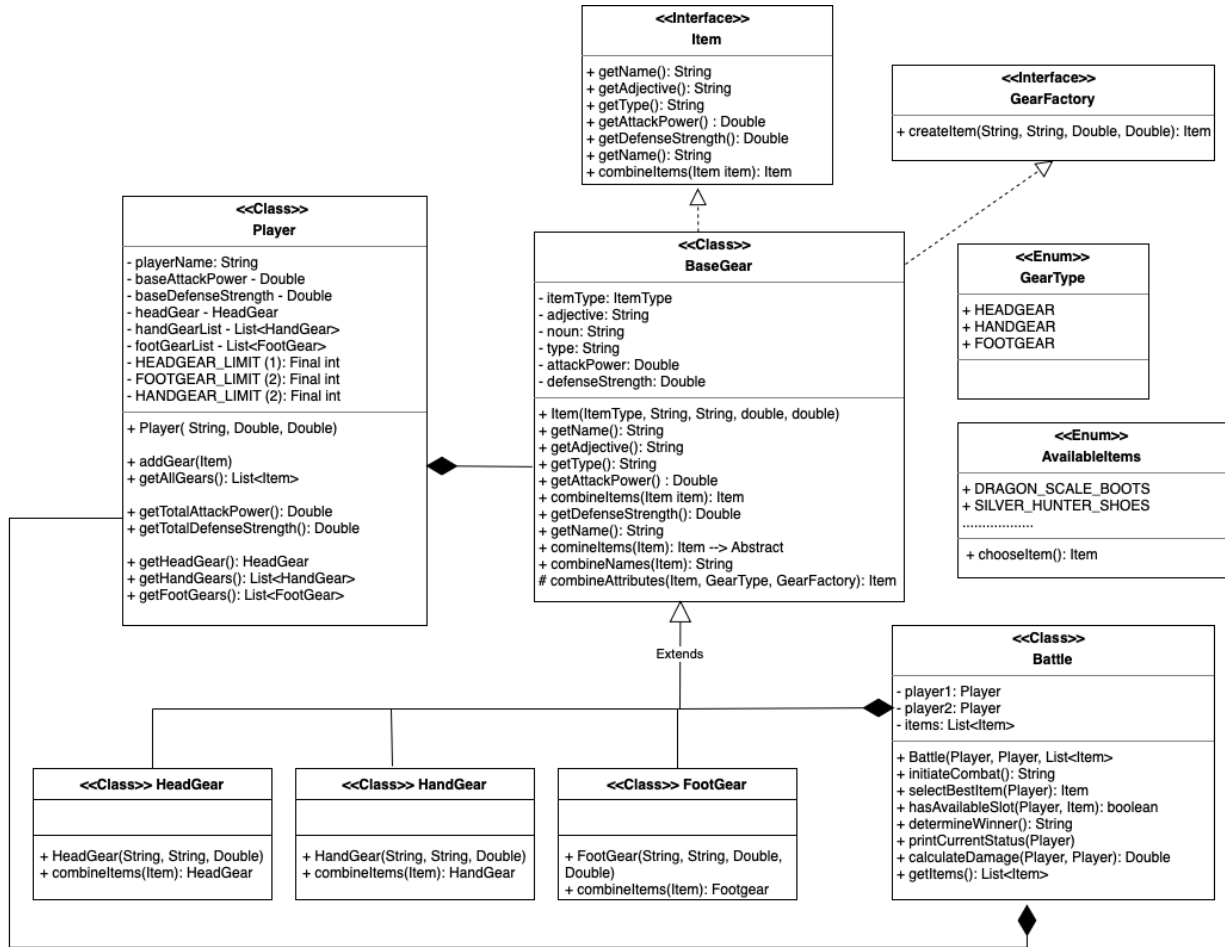 <<Interface>>
Item
+ getName(): String
+ getAdjective(): String
+ getType(): String
+ getAttackPower() : Double
+ getDefenseStrength(): Double
+ getName(): String
+ combineItems(Item item): Item
<<Interface>>
GearFactory
+ createItem(String, String, Double, Double): Item
<<Class>>
Player
- playerName: String
- baseAttackPower - Double
- baseDefenseStrength - Double
- headGear - HeadGear
- handGearList - List<HandGear>
- footGearList - List<FootGear>
- HEADGEAR_LIMIT (1): Final int
- FOOTGEAR_LIMIT (2): Final int
- HANDGEAR_LIMIT (2): Final int
+ Player( String, Double, Double)
+ addGear(Item)
+ getAllGears(): List<Item>
+ getTotalAttackPower(): Double
+ getTotalDefenseStrength(): Double
+ getHeadGear(): HeadGear
+ getHandGears(): List<HandGear>
+ getFootGears(): List<FootGear>
<<Class>>
BaseGear
- itemType: ItemType
- adjective: String
- noun: String
- type: String
- attackPower: Double
- defenseStrength: Double
+ Item(ItemType, String, String, double, double)
+ getName(): String
+ getAdjective(): String
+ getType(): String
+ getAttackPower() : Double
+ combineItems(Item item): Item
+ getDefenseStrength(): Double
+ getName(): String
+ comineItems(Item): Item --> Abstract
+ combineNames(Item): String
# combineAttributes(Item, GearType, GearFactory): Item
<<Enum>>
GearType
+ HEADGEAR
+ HANDGEAR
+ FOOTGEAR
<<Enum>>
AvailableItems
+ DRAGON_SCALE_BOOTS
+ SILVER_HUNTER_SHOES
..................
+ chooseItem(): Item
Extends
<<Class>>
Battle
- player1: Player
- player2: Player
- items: List<Item>
+ Battle(Player, Player, List<Item>
+ initiateCombat(): String
+ selectBestItem(Player): Item
+ hasAvailableSlot(Player, Item): boolean
+ determineWinner(): String
+ printCurrentStatus(Player)
+ calculateDamage(Player, Player): Double
+ getItems(): List<Item>
<<Class>> HeadGear
+ HeadGear(String, String, Double)
+ combineItems(Item): HeadGear
<<Class>> HandGear
+ HandGear(String, String, Double)
+ combineItems(Item): HandGear
<<Class>> FootGear
+ FootGear(String, String, Double,
Double)
+ combineItems(Item): Footgear